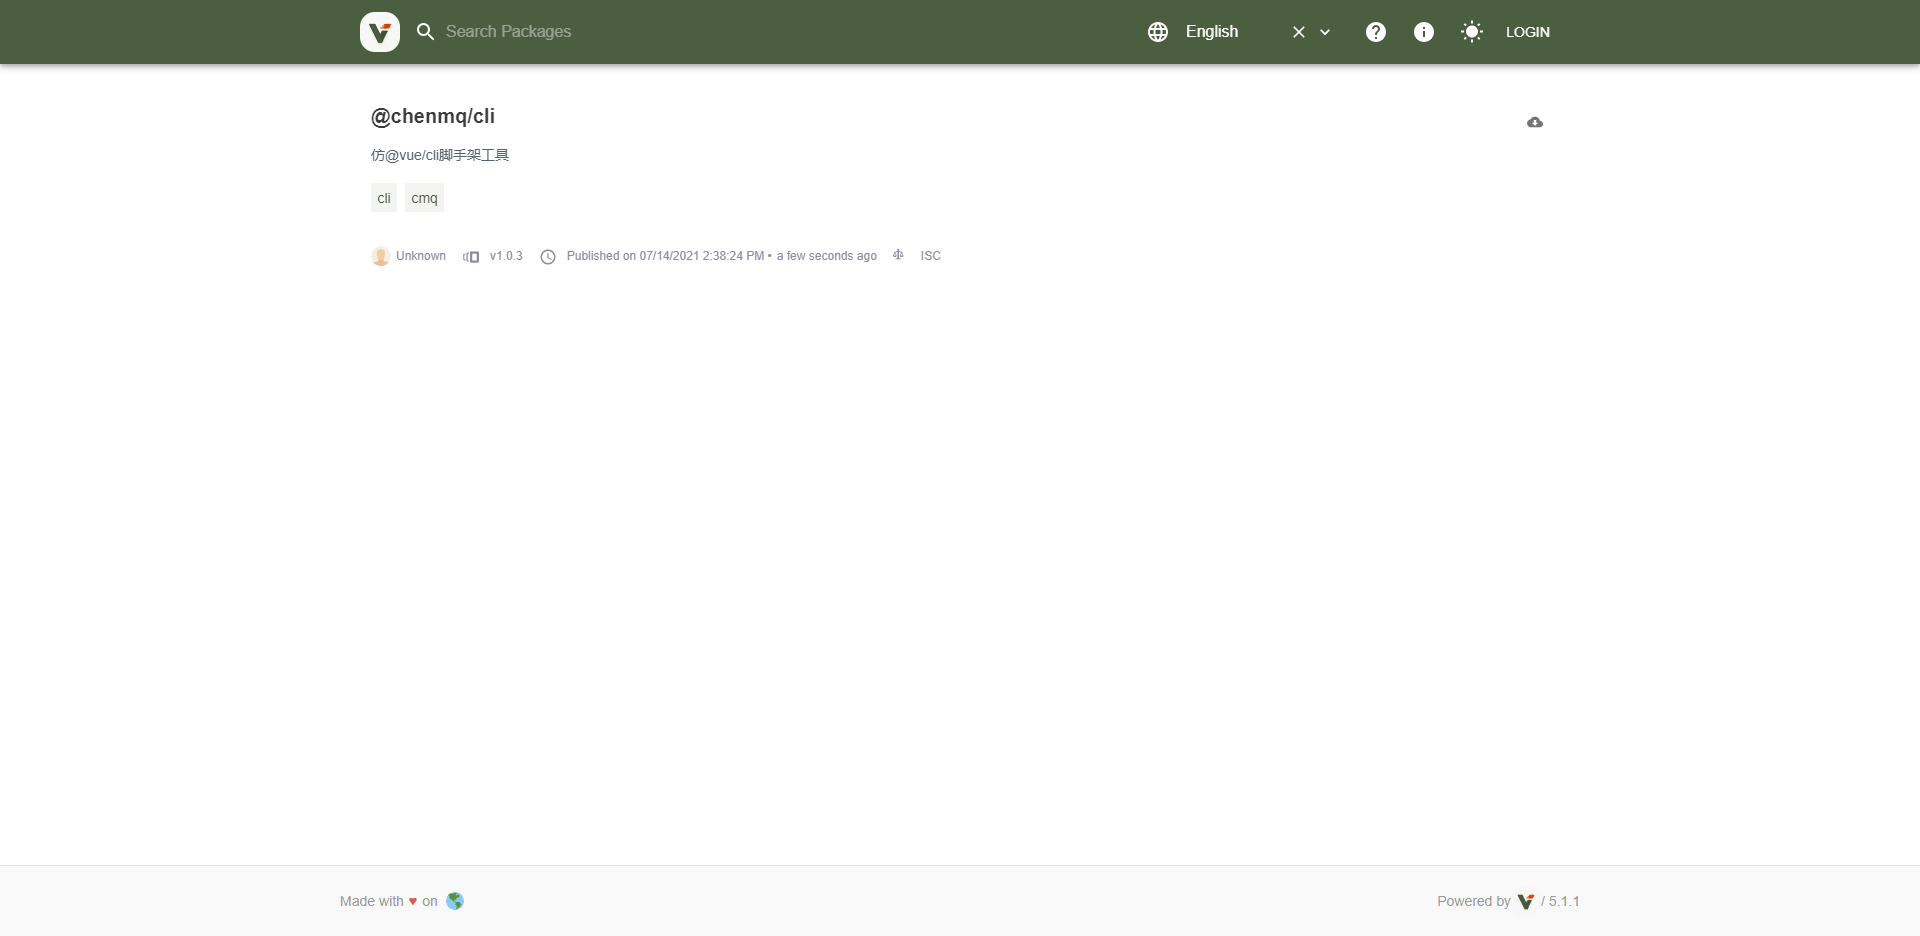 Search Packages English LOGIN
@chenmq/cli
仿@vue/cli脚手架工具
cli cmq
Unknown v1.0.3 Published on 07/14/2021 2:38:24 PM • a few seconds ago ISC
Made with ♥ on Powered by / 5.1.1